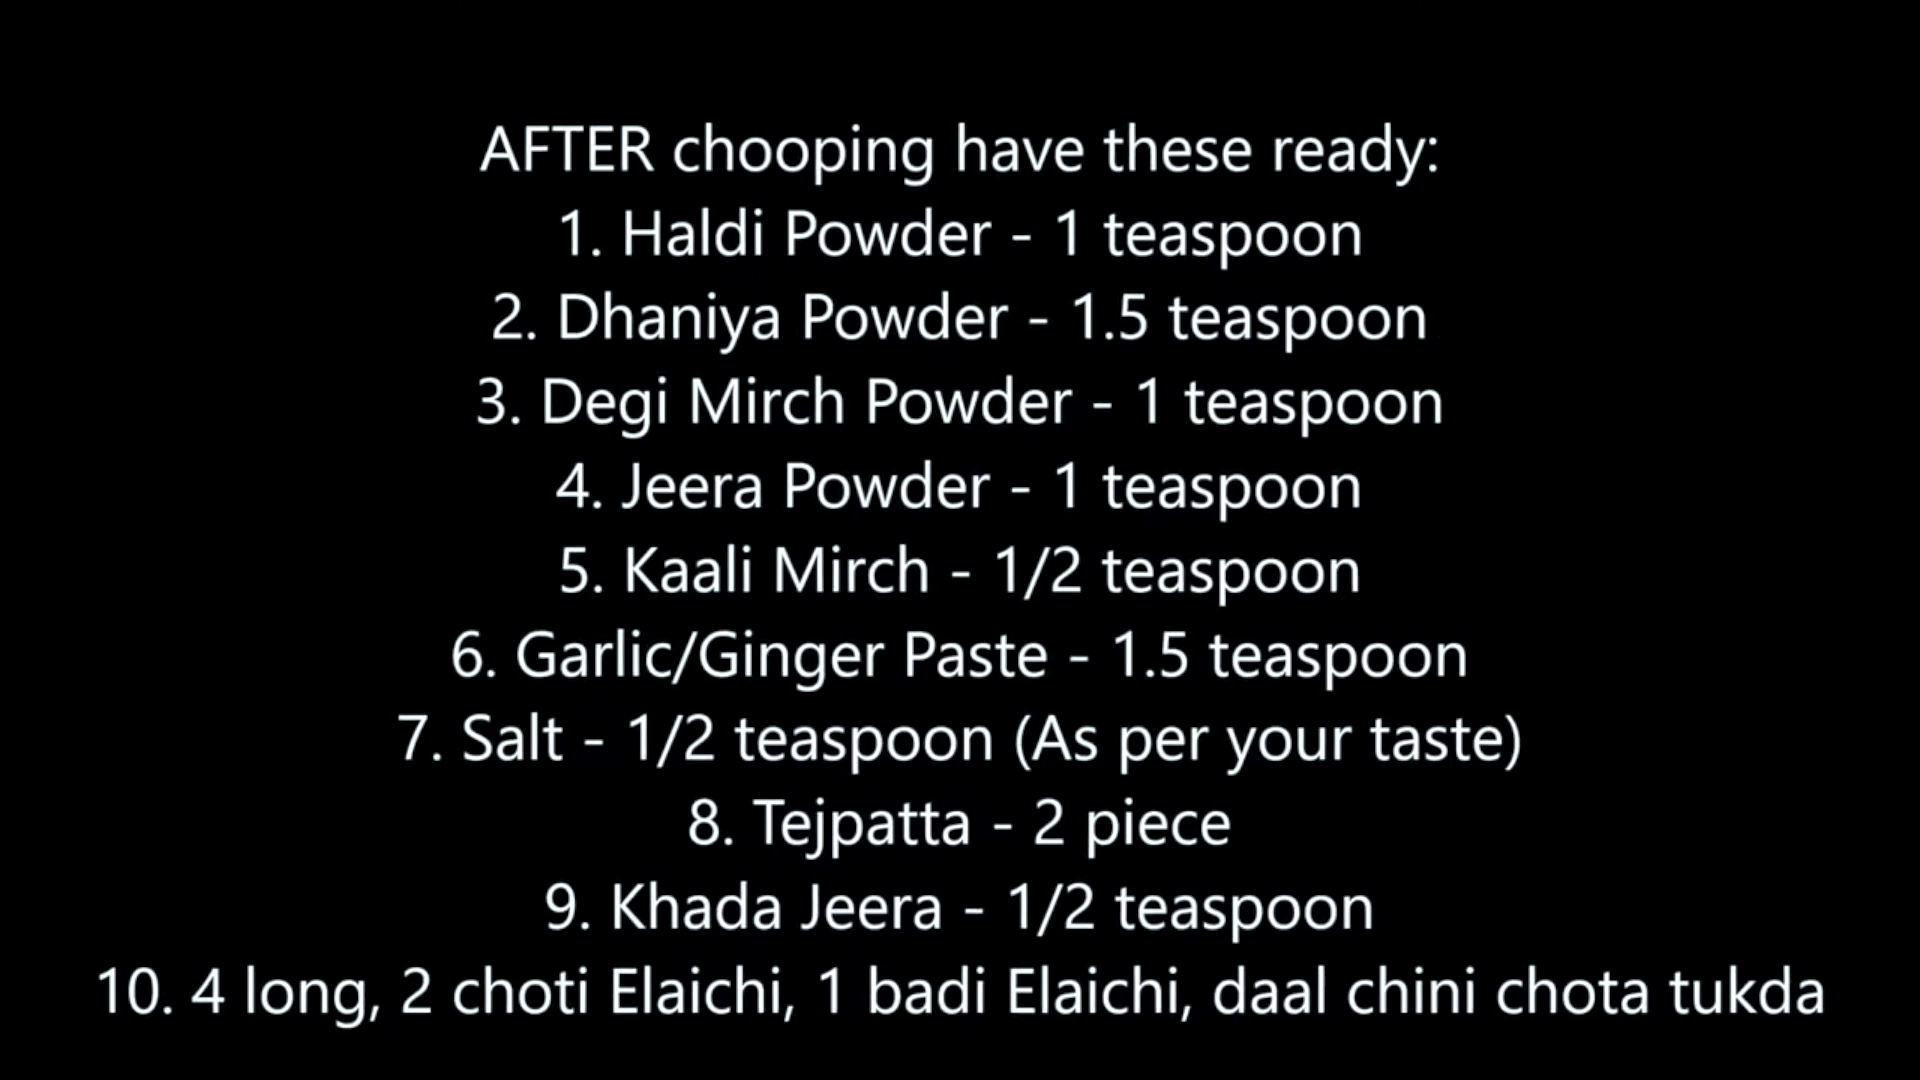 AFTER chooping have these ready:
1. Haldi Powder - 1 teaspoon
2. Dhaniya Powder - 1.5 teaspoon
3. Degi Mirch Powder - 1 teaspoon
4. Jeera Powder - 1 teaspoon
5. Kaali Mirch - 1/2 teaspoon
6. Garlic/Ginger Paste - 1.5 teaspoon
7. Salt - 1/2 teaspoon (As per your taste)
8. Tejpatta - 2 piece
9. Khada Jeera - 1/2 teaspoon
10. 4 long, 2 choti Elaichi, 1 badi Elaichi, daal chini chota tukda